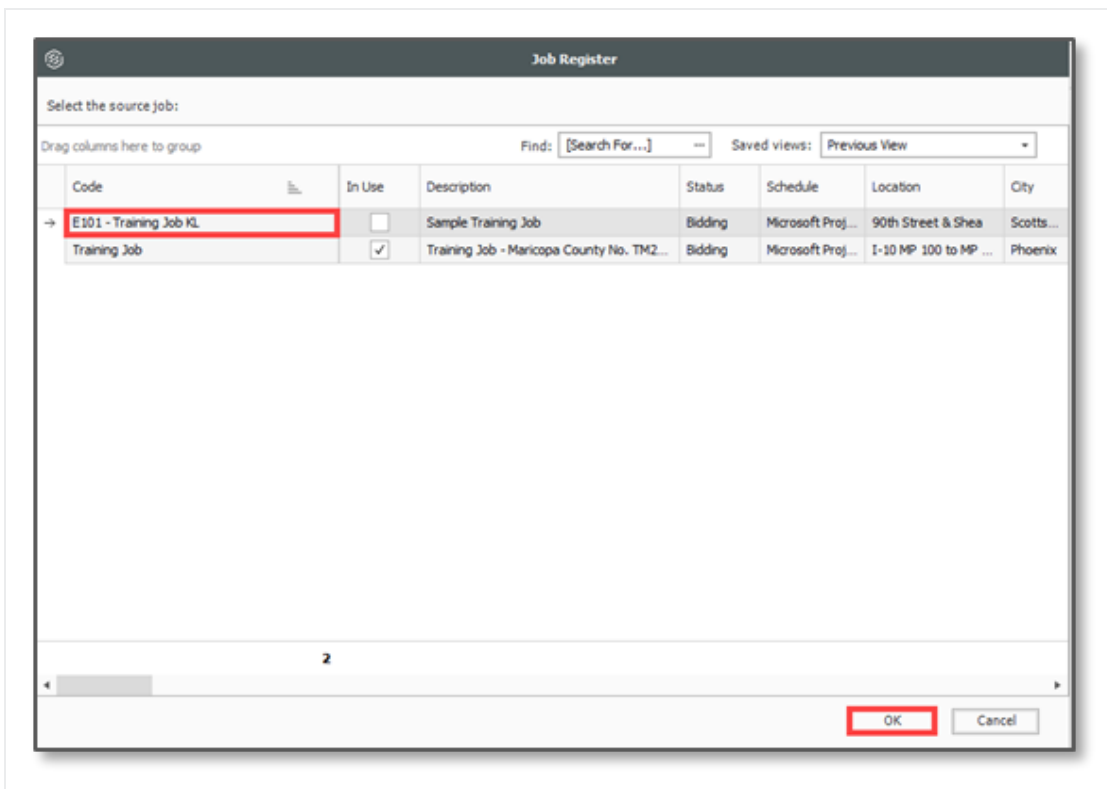 Job Register
Select the source job:
Drag columns here to group Find: [Search For...] ... Saved views: Previous View
Code In Use Description Status Schedule Location City
E101 - Training Job KL Sample Training Job Bidding Microsoft Proj... 90th Street & Shea Scotts...
Training Job Training Job - Maricopa County No. TM2... Bidding Microsoft Proj... I-10 MP 100 to MP ... Phoenix
2
OK Cancel